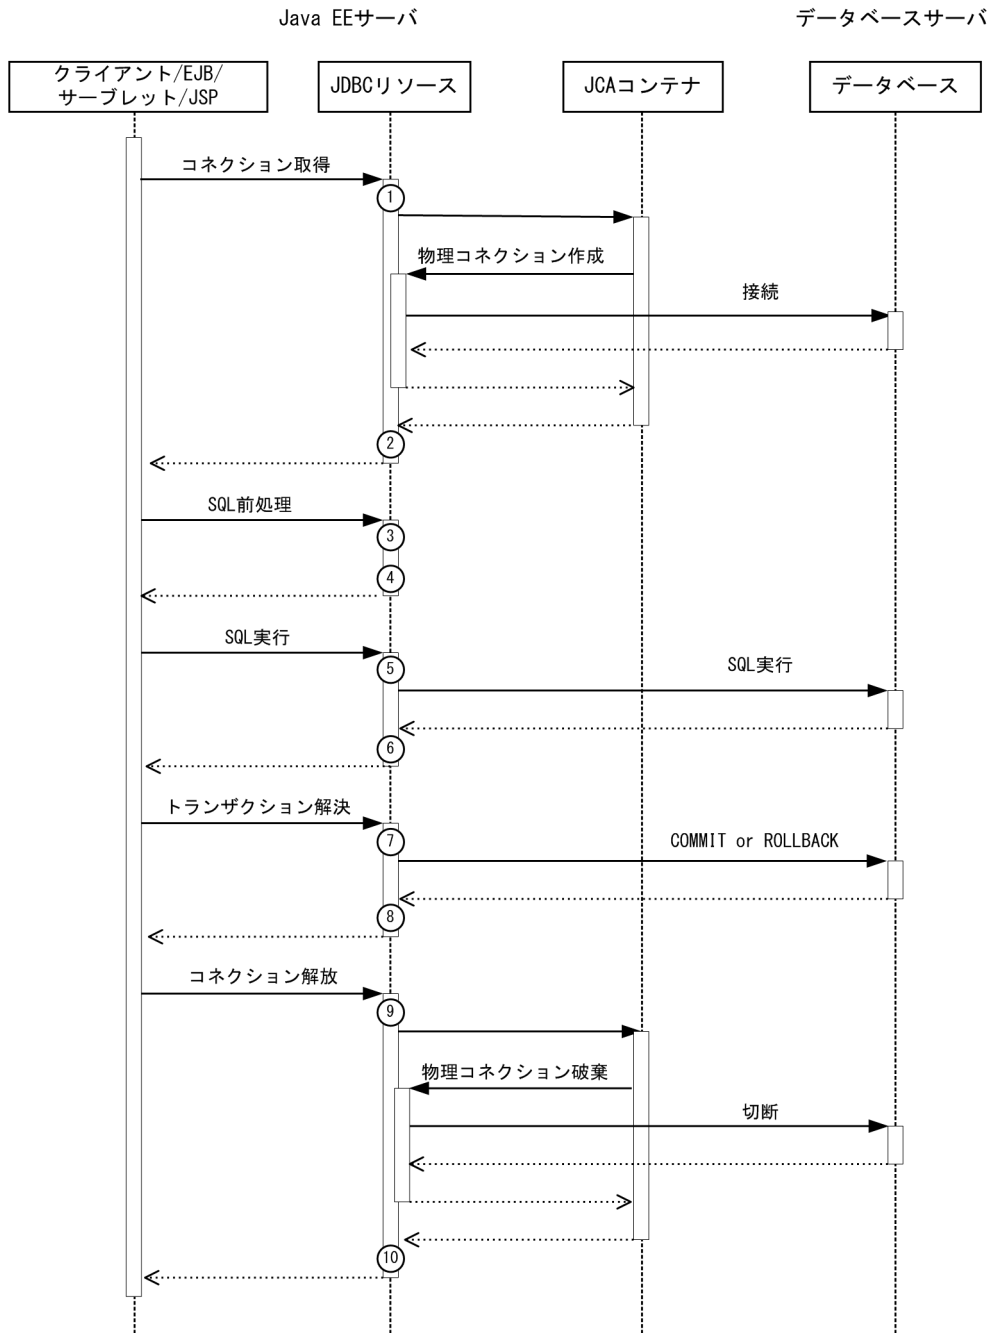 Java EEサーバ
データベースサーバ
クライアント/EJB/
サーブレット/JSP
JDBCリソース
JCAコンテナ
データベース
コネクション取得
1
物理コネクション作成
接続
2
SQL前処理
3
4
SQL実行
5
SQL実行
6
トランザクション解決
7
COMMIT or ROLLBACK
8
コネクション解放
9
物理コネクション破棄
切断
10